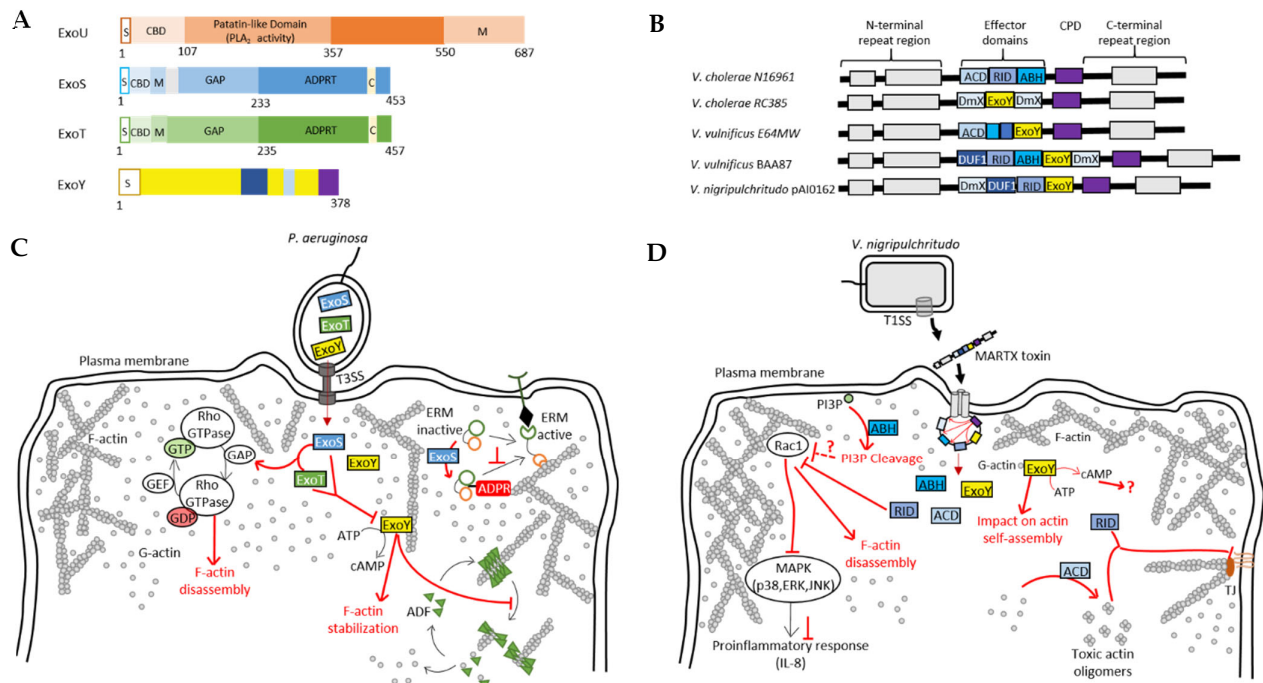 A
ExoU
S
CBD
Patatin-like Domain
(PLA2 activity)
M
1
107
357
550
687
ExoS
S
CBD
M
GAP
ADPRT
C
1
233
453
ExoT
S
CBD
M
GAP
ADPRT
C
1
235
457
ExoY
S
1
378
B
N-terminal
repeat region
Effector
domains
CPD
C-terminal
repeat region
V. cholerae N16961
ACD
RID
ABH
V. cholerae RC385
DmX
ExoY
DmX
V. vulnificus E64MW
ACD
ExoY
V. vulnificus BAA87
DUF1
RID
ABH
ExoY
DmX
V. nigripulchritudo pAI0162
DmX
DUF1
RID
ExoY
C
P. aeruginosa
ExoS
ExoT
ExoY
T3SS
Plasma membrane
F-actin
Rho
GTPase
GTP
GAP
GEF
Rho
GTPase
GDP
G-actin
F-actin
disassembly
ExoS
ExoY
ExoT
ERM
inactive
ERM
active
ExoS
ADPR
ATP
ExoY
cAMP
F-actin
stabilization
ADF
D
V. nigripulchritudo
T1SS
MARTX toxin
Plasma membrane
PI3P
ABH
PI3P Cleavage
?
Rac1
F-actin
G-actin
ExoY
cAMP
ATP
?
Impact on actin
self-assembly
ABH
ExoY
RID
ACD
RID
F-actin
disassembly
MAPK
(p38,ERK,JNK)
Proinflammatory response
(IL-8)
ACD
TJ
Toxic actin
oligomers